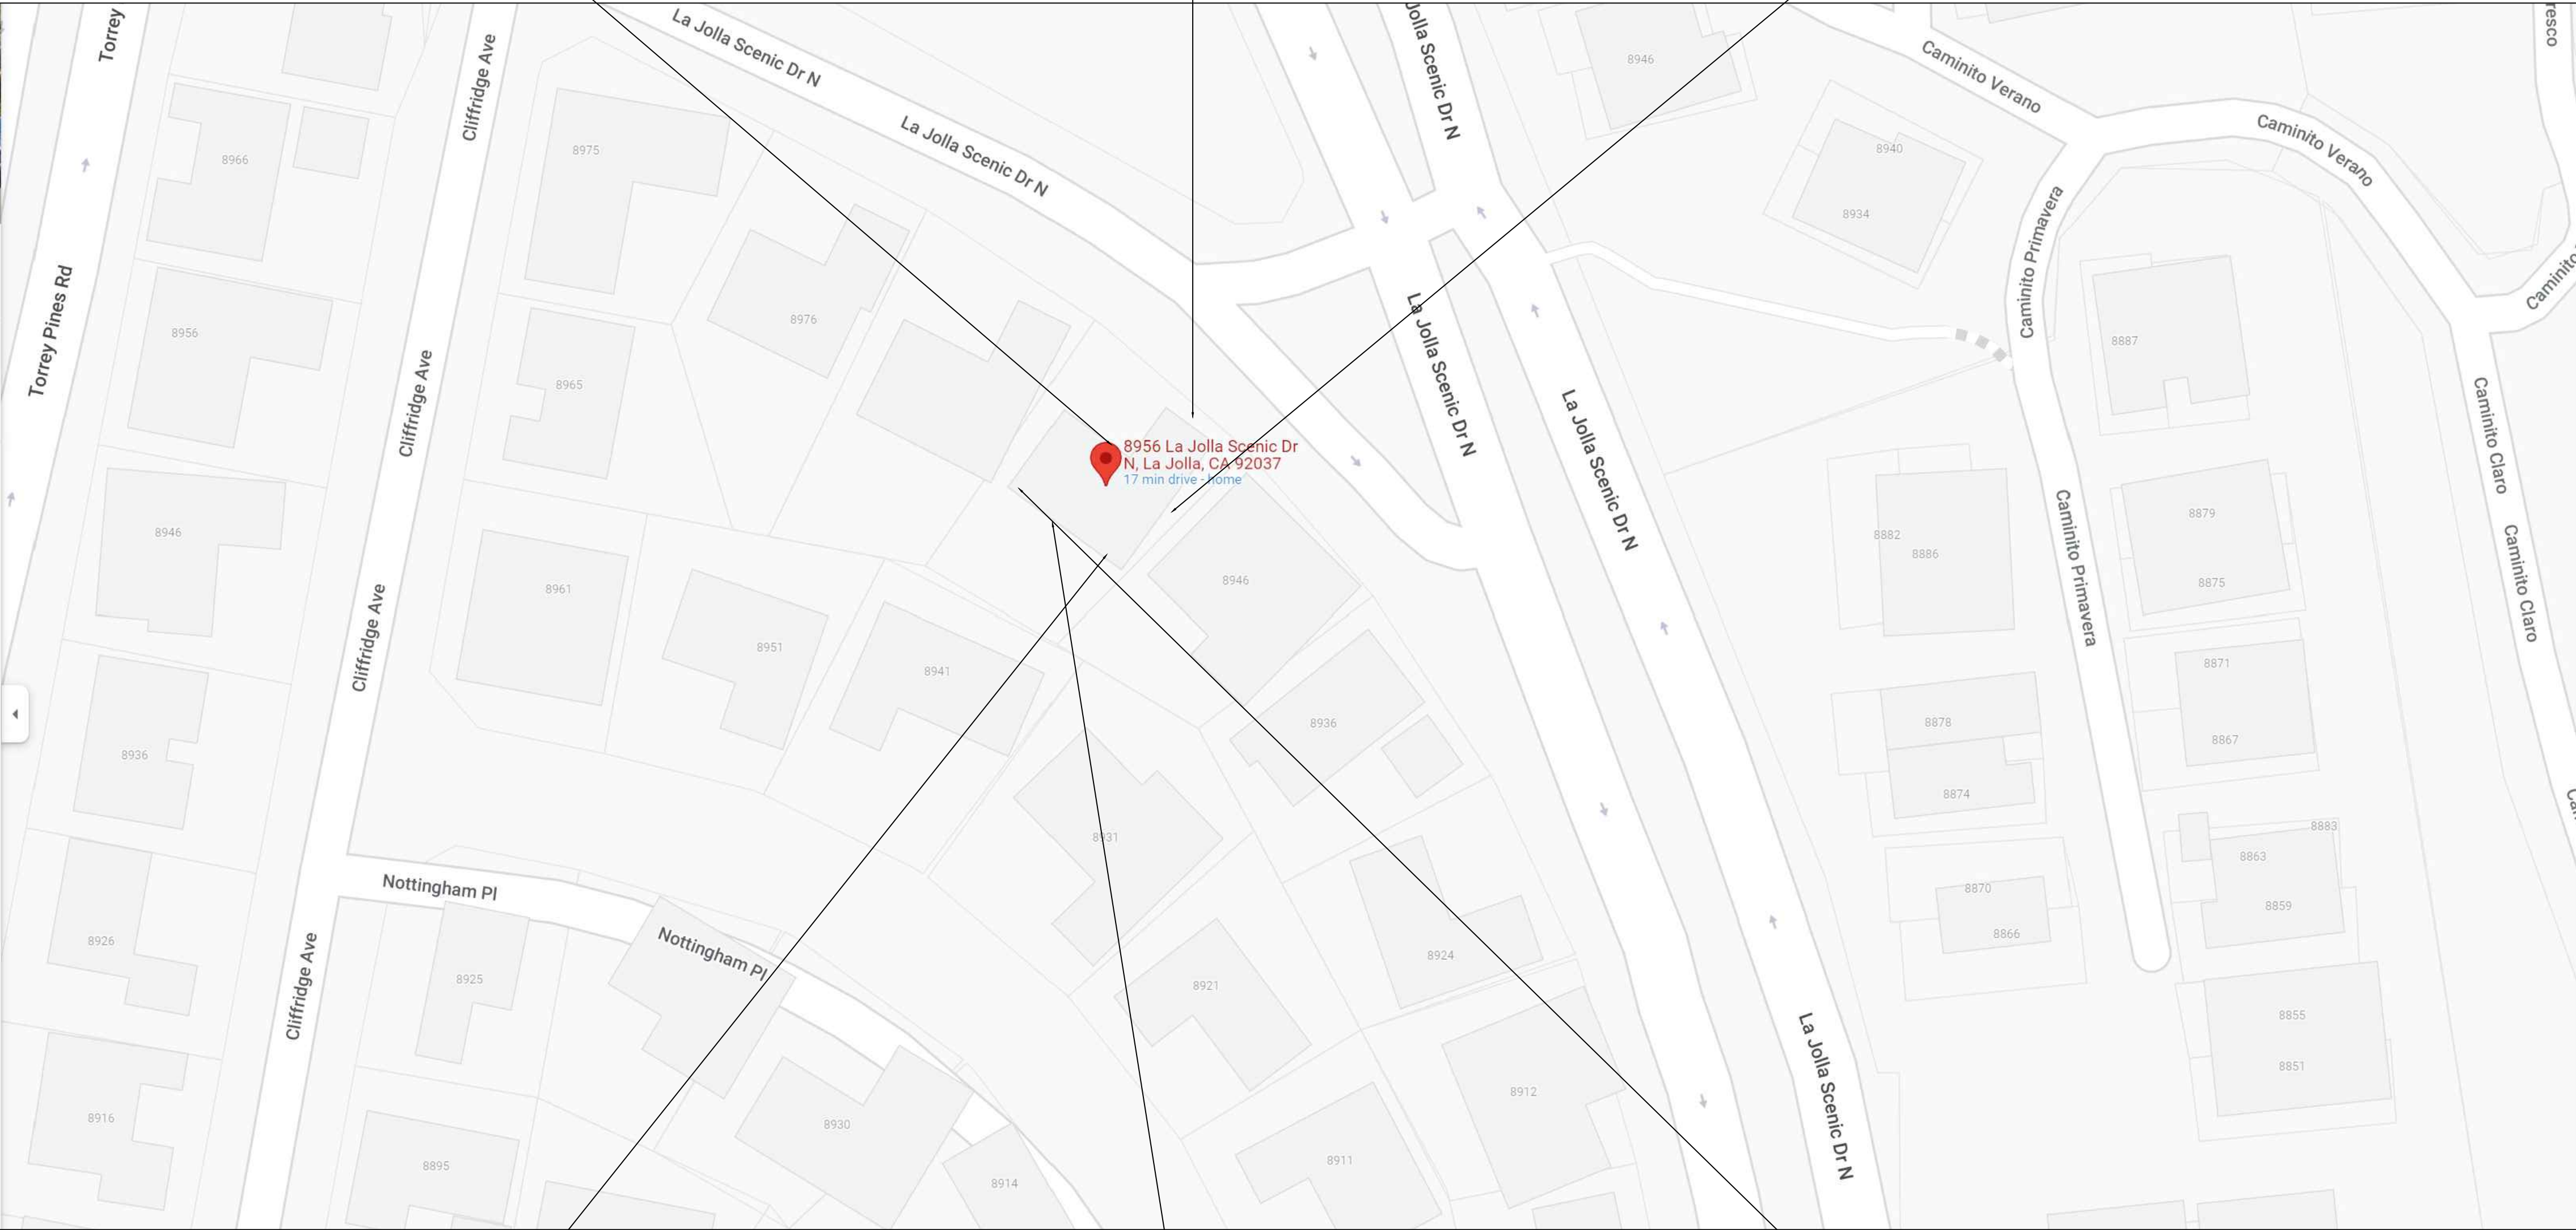 Torrey
Cliffridge Ave
La Jolla Scenic Dr N
Jolla Scenic Dr N
8946
Caminito Verano
resco
8966
8975
La Jolla Scenic Dr N
8940
Caminito Verano
8934
Caminito Primavera
Caminito
Torrey Pines Rd
8956
8976
8965
Cliffridge Ave
La Jolla Scenic Dr N
8887
Caminito Claro
8956 La Jolla Scenic Dr
N, La Jolla, CA 92037
17 min drive - home
La Jolla Scenic Dr N
8946
8882
8886
8879
8875
Caminito Primavera
Caminito Claro
8961
8946
8951
8941
Cliffridge Ave
8936
8936
8871
8867
8878
8874
8931
8883
8863
8859
8870
8866
Nottingham Pl
Nottingham Pl
8926
8925
8921
8924
Cliffridge Ave
8855
8851
La Jolla Scenic Dr N
8916
8895
8930
8914
8911
8912